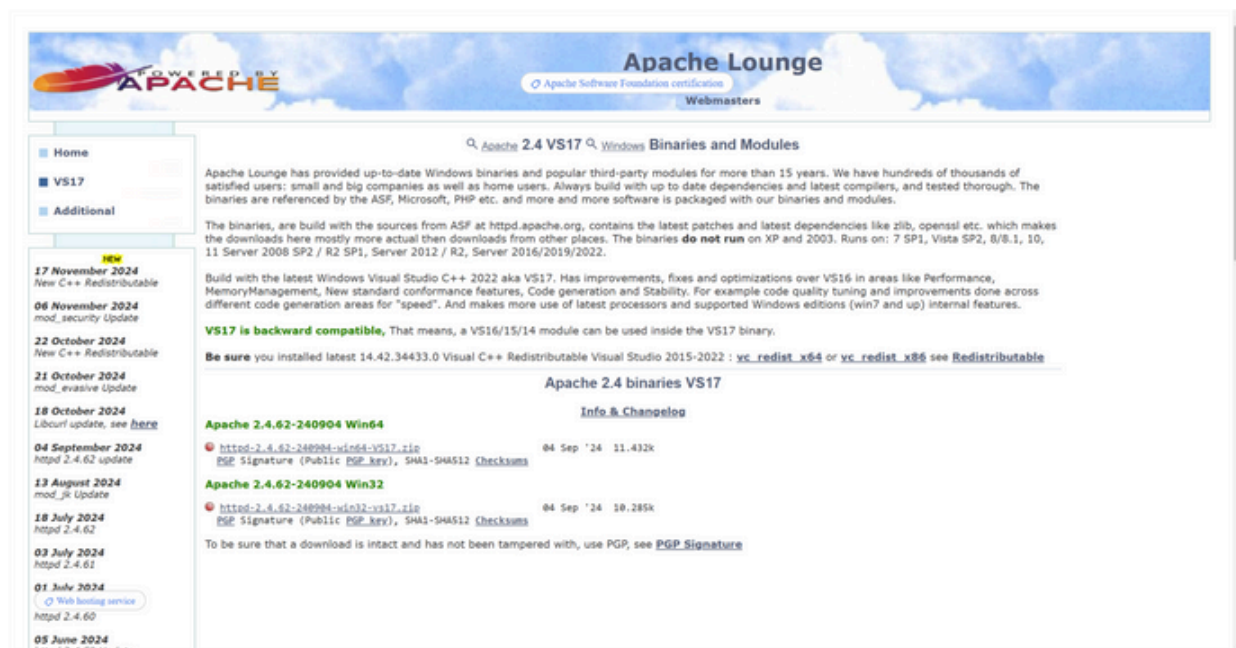 POWERED BY
APACHE
Apache Lounge
Apache Software Foundation certification
Webmasters
Home
VS17
Additional
NEW
17 November 2024
New C++ Redistributable
06 November 2024
mod_security Update
22 October 2024
New C++ Redistributable
21 October 2024
mod_evasive Update
18 October 2024
Libcurl update, see here
04 September 2024
httpd 2.4.62 update
13 August 2024
mod_jk Update
18 July 2024
httpd 2.4.62
03 July 2024
httpd 2.4.61
01 July 2024
Web hosting service
httpd 2.4.60
05 June 2024
Apache 2.4 VS17 Windows Binaries and Modules
Apache Lounge has provided up-to-date Windows binaries and popular third-party modules for more than 15 years. We have hundreds of thousands of
satisfied users: small and big companies as well as home users. Always build with up to date dependencies and latest compilers, and tested thorough. The
binaries are referenced by the ASF, Microsoft, PHP etc. and more and more software is packaged with our binaries and modules.
The binaries, are build with the sources from ASF at httpd.apache.org, contains the latest patches and latest dependencies like zlib, openssl etc. which makes
the downloads here mostly more actual then downloads from other places. The binaries do not run on XP and 2003. Runs on: 7 SP1, Vista SP2, 8/8.1, 10,
11 Server 2008 SP2 / R2 SP1, Server 2012 / R2, Server 2016/2019/2022.
Build with the latest Windows Visual Studio C++ 2022 aka VS17. Has improvements, fixes and optimizations over VS16 in areas like Performance,
MemoryManagement, New standard conformance features, Code generation and Stability. For example code quality tuning and improvements done across
different code generation areas for "speed". And makes more use of latest processors and supported Windows editions (win7 and up) internal features.
VS17 is backward compatible, That means, a VS16/15/14 module can be used inside the VS17 binary.
Be sure you installed latest 14.42.34433.0 Visual C++ Redistributable Visual Studio 2015-2022 : vc_redist_x64 or vc_redist_x86 see Redistributable
Apache 2.4 binaries VS17
Info & Changelog
Apache 2.4.62-240904 Win64
httpd-2.4.62-240904-win64-VS17.zip 04 Sep '24 11.432k
PGP Signature (Public PGP key), SHA1-SHA512 Checksums
Apache 2.4.62-240904 Win32
httpd-2.4.62-240904-win32-vs17.zip 04 Sep '24 10.285k
PGP Signature (Public PGP key), SHA1-SHA512 Checksums
To be sure that a download is intact and has not been tampered with, use PGP, see PGP Signature